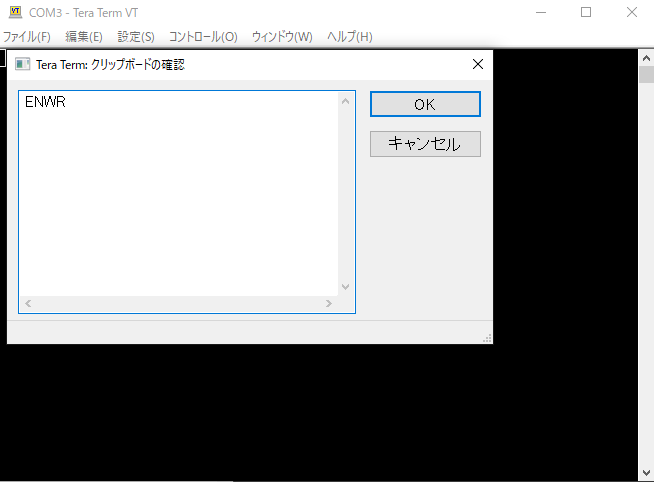 VT
COM3 - Tera Term VT
ファイル(F) 編集(E) 設定(S) コントロール(O) ウィンドウ(W) ヘルプ(H)
Tera Term: クリップボードの確認
ENWR
OK
キャンセル